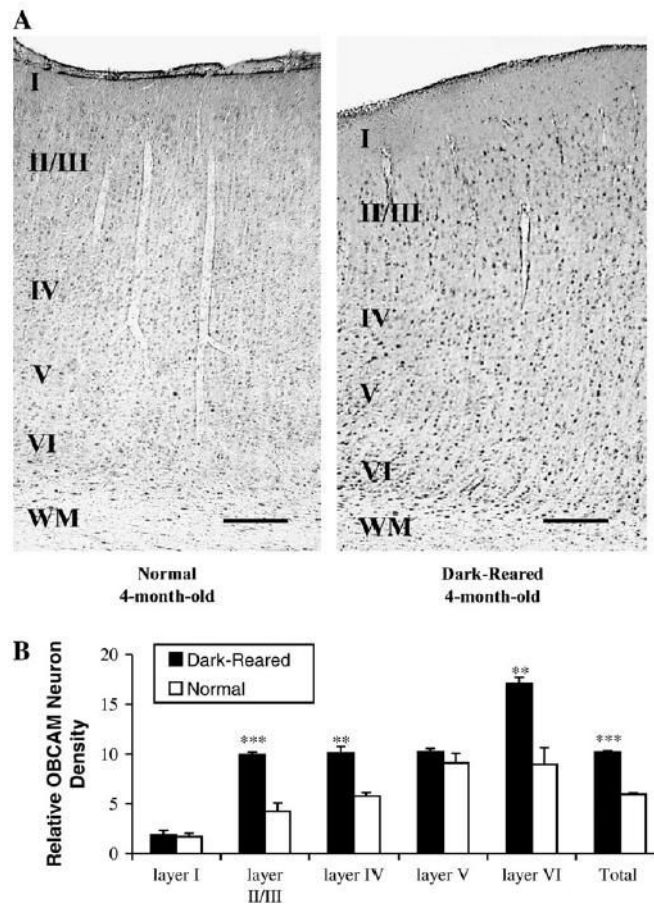 A
I
II/III
IV
V
VI
WM
I
II/III
IV
V
VI
WM
Normal
4-month-old
Dark-Reared
4-month-old
B
Relative OBCAM Neuron
Density
20
15
10
5
0
Dark-Reared
Normal
***
**
**
***
layer I
layer
II/III
layer IV
layer V
layer VI
Total